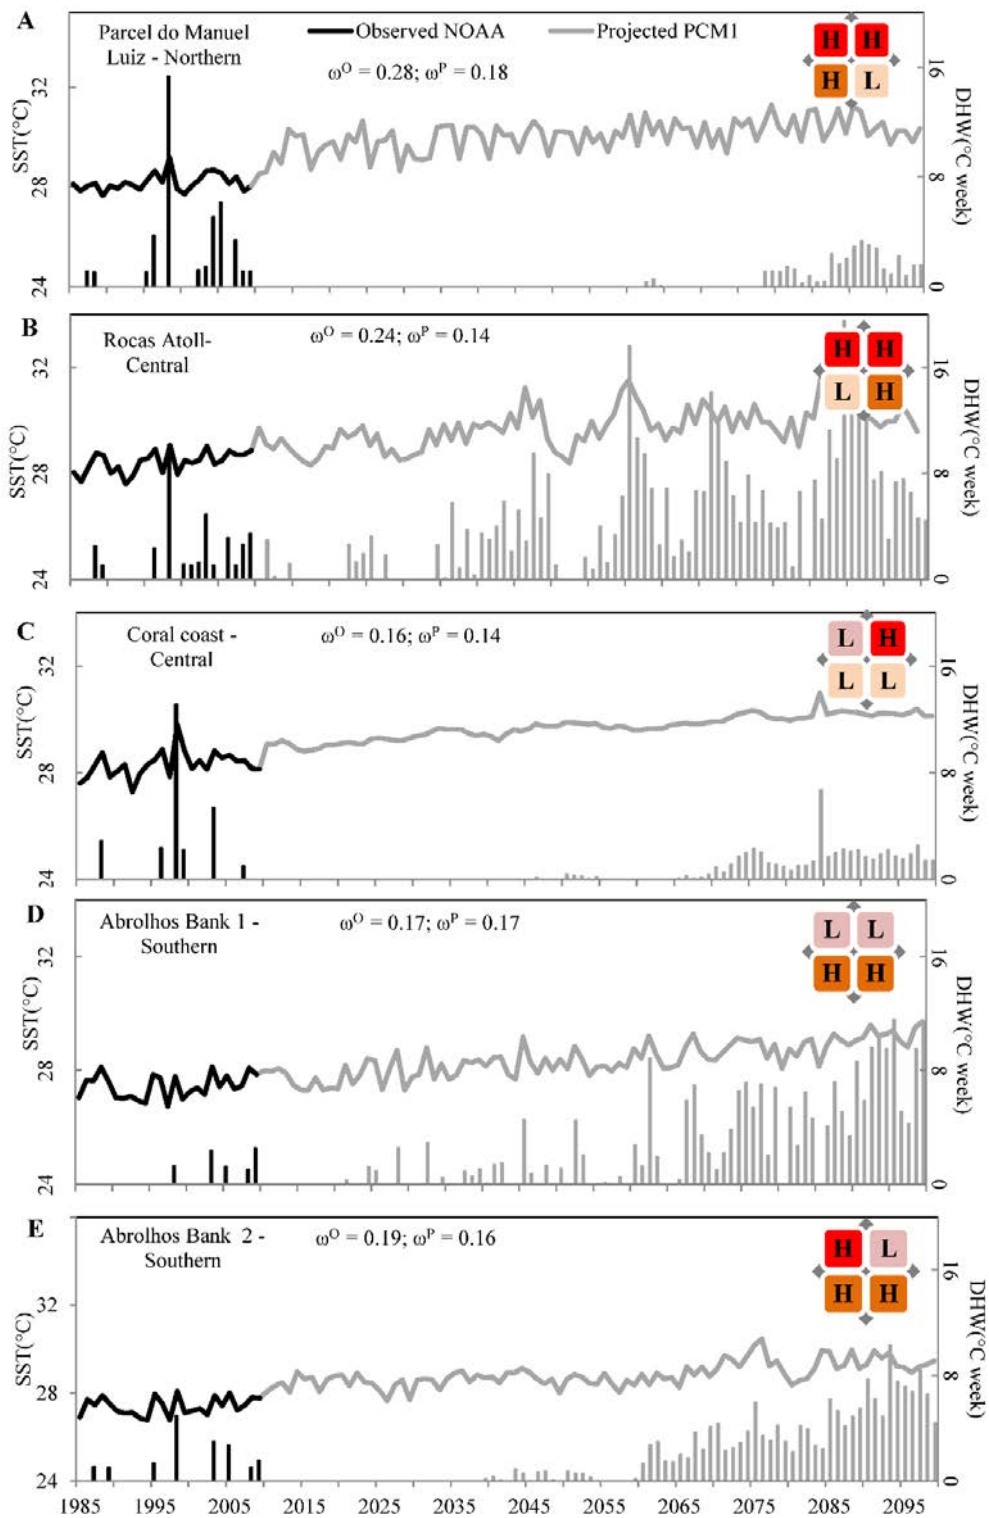 A
Parcel do Manuel
Luiz - Northern
Observed NOAA
Projected PCM1
ω^O = 0.28; ω^P = 0.18
H H
H L
SST(°C)
32
28
24
DHW(°C week)
16
8
0
B
Rocas Atoll-
Central
ω^O = 0.24; ω^P = 0.14
H H
L H
SST(°C)
32
28
24
DHW(°C week)
16
8
0
C
Coral coast -
Central
ω^O = 0.16; ω^P = 0.14
L H
L L
SST(°C)
32
28
24
DHW(°C week)
16
8
0
D
Abrolhos Bank 1 -
Southern
ω^O = 0.17; ω^P = 0.17
L L
H H
SST(°C)
32
28
24
DHW(°C week)
16
8
0
E
Abrolhos Bank 2 -
Southern
ω^O = 0.19; ω^P = 0.16
H L
H H
SST(°C)
32
28
24
DHW(°C week)
16
8
0
1985 1995 2005 2015 2025 2035 2045 2055 2065 2075 2085 2095